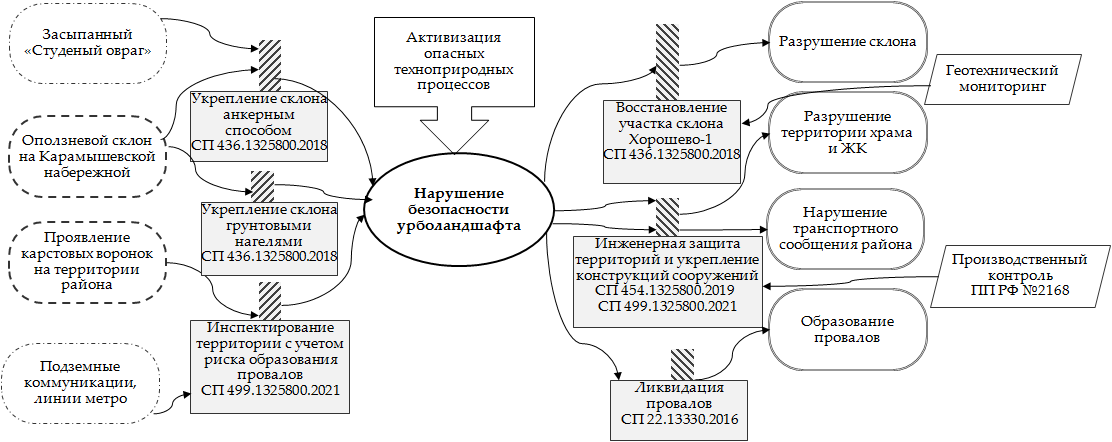 Засыпанный
«Студеный овраг»
Оползневой склон
на Карамышевской
набережной
Проявление
карстовых воронок
на территории
района
Подземные
коммуникации,
линии метро
Укрепление склона
анкерным
способом
СП 436.1325800.2018
Укрепление склона
грунтовыми
нагелями
СП 436.1325800.2018
Инспектирование
территории с учетом
риска образования
провалов
СП 499.1325800.2021
Активизация
опасных
техноприродных
процессов
Нарушение
безопасности
урболандшафта
Восстановление
участка склона
Хорошево-1
СП 436.1325800.2018
Инженерная защита
территорий и укрепление
конструкций сооружений
СП 454.1325800.2019
СП 499.1325800.2021
Ликвидация
провалов
СП 22.13330.2016
Разрушение склона
Разрушение
территории храма
и ЖК
Нарушение
транспортного
сообщения района
Образование
провалов
Геотехнический
мониторинг
Производственный
контроль
ПП РФ №2168